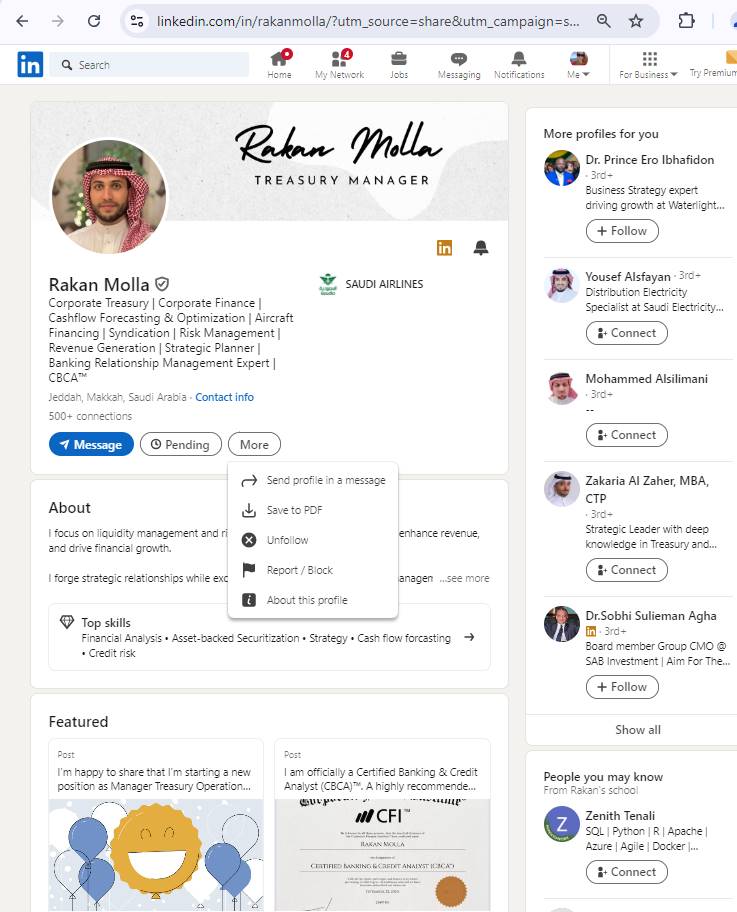 linkedin.com/in/rakanmolla/?utm_source=share&utm_campaign=s...
in
Search
Home
4
My Network
Jobs
Messaging
Notifications
Me
For Business
Try Premium
Rakan Molla
TREASURY MANAGER
in
Rakan Molla
SAUDI AIRLINES
Corporate Treasury | Corporate Finance |
Cashflow Forecasting & Optimization | Aircraft
Financing | Syndication | Risk Management |
Revenue Generation | Strategic Planner |
Banking Relationship Management Expert |
CBCA™
Jeddah, Makkah, Saudi Arabia · Contact info
500+ connections
Message
Pending
More
Send profile in a message
Save to PDF
Unfollow
Report / Block
About this profile
About
I focus on liquidity management and ri enhance revenue,
and drive financial growth.
I forge strategic relationships while exc managem ...see more
Top skills
Financial Analysis • Asset-backed Securitization • Strategy • Cash flow forcasting
• Credit risk
Featured
Post
I'm happy to share that I'm starting a new
position as Manager Treasury Operation...
Post
I am officially a Certified Banking & Credit
Analyst (CBCA)™. A highly recommende...
CFI™
RAKAN MOLLA
CERTIFIED BANKING & CREDIT ANALYST (CBCA™)
More profiles for you
Dr. Prince Ero Ibhafidon
· 3rd+
Business Strategy expert
driving growth at Waterlight...
+ Follow
Yousef Alsfayan · 3rd+
Distribution Electricity
Specialist at Saudi Electricity...
Connect
Mohammed Alsilimani
· 3rd+
--
Connect
Zakaria Al Zaher, MBA,
CTP
· 3rd+
Strategic Leader with deep
knowledge in Treasury and...
Connect
Dr.Sobhi Sulieman Agha
in · 3rd+
Board member Group CMO @
SAB Investment | Aim For The...
+ Follow
Show all
People you may know
From Rakan's school
Z
Zenith Tenali
SQL | Python | R | Apache |
Azure | Agile | Docker |...
Connect